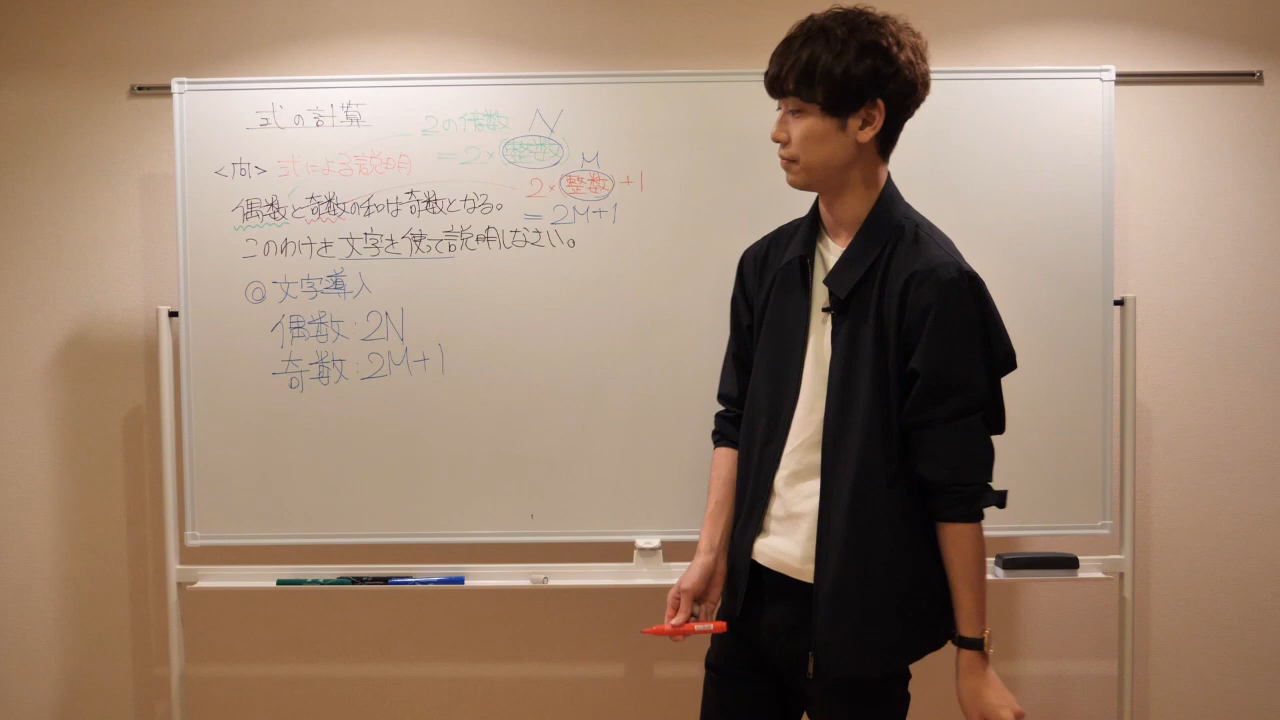 式の計算
<問> 式による説明
偶数と奇数の和は奇数となる。
このわけを文字を使って説明しなさい。
◎文字導入
偶数:2N
奇数:2M+1
2の倍数 N
=2×整数
M
2×整数+1
=2M+1